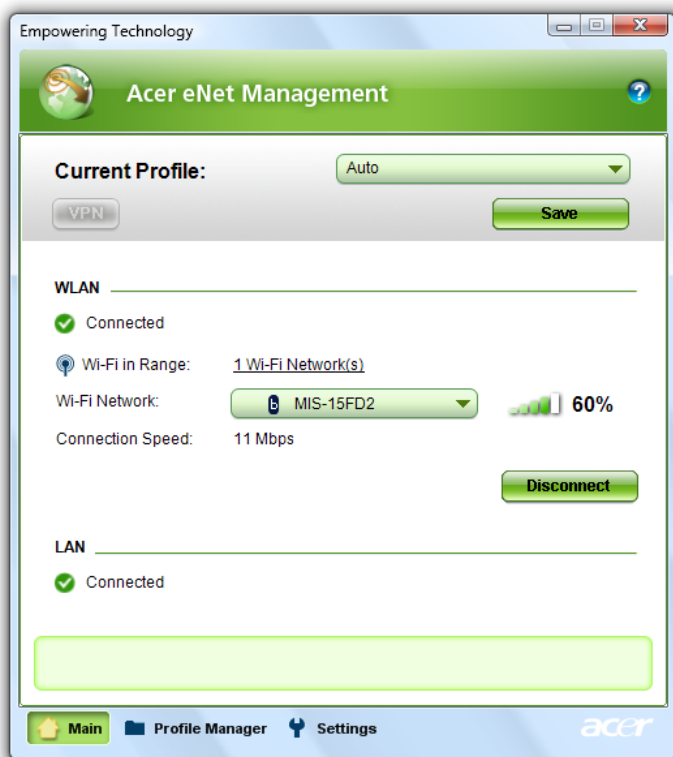 Empowering Technology
Acer eNet Management
?
Current Profile: Auto
VPN Save
WLAN
Connected
Wi-Fi in Range: 1 Wi-Fi Network(s)
Wi-Fi Network: b MIS-15FD2 60%
Connection Speed: 11 Mbps
Disconnect
LAN
Connected
Main Profile Manager Settings acer